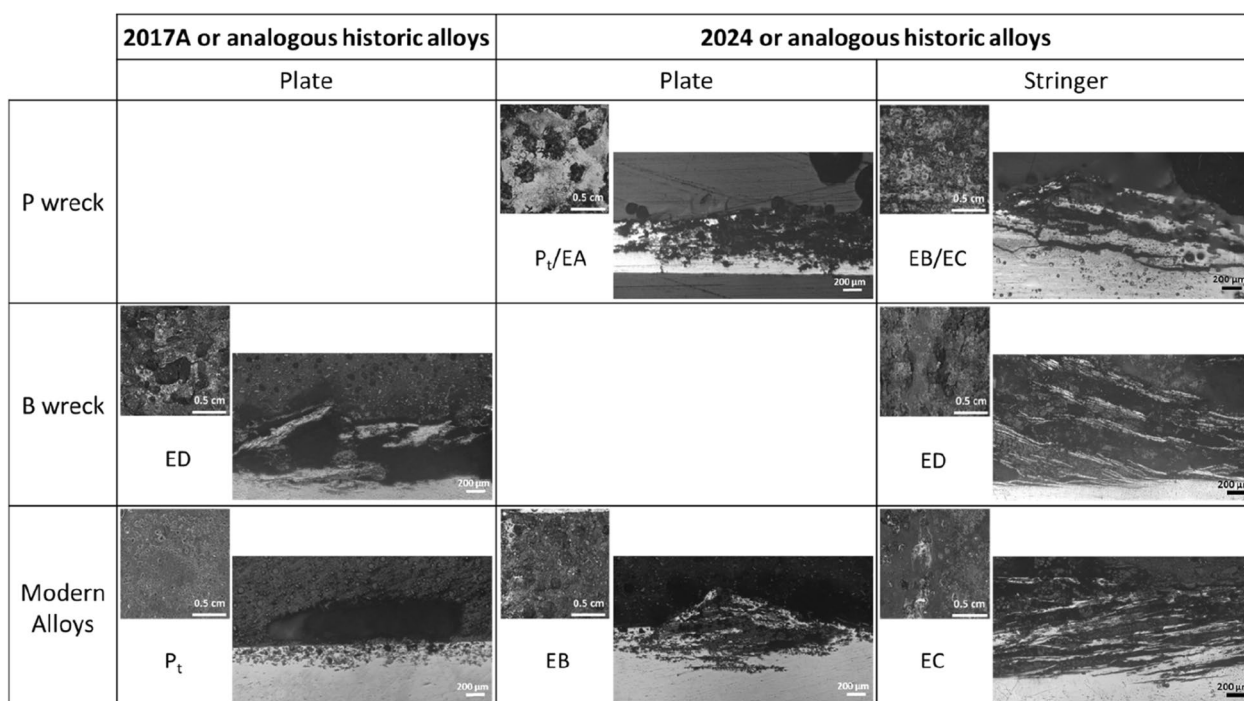 2017A or analogous historic alloys
2024 or analogous historic alloys
Plate
Plate
Stringer
P wreck
0.5 cm
Pt/EA
200 µm
0.5 cm
EB/EC
200 µm
B wreck
0.5 cm
ED
200 µm
0.5 cm
ED
200 µm
Modern
Alloys
0.5 cm
Pt
200 µm
0.5 cm
EB
200 µm
0.5 cm
EC
200 µm